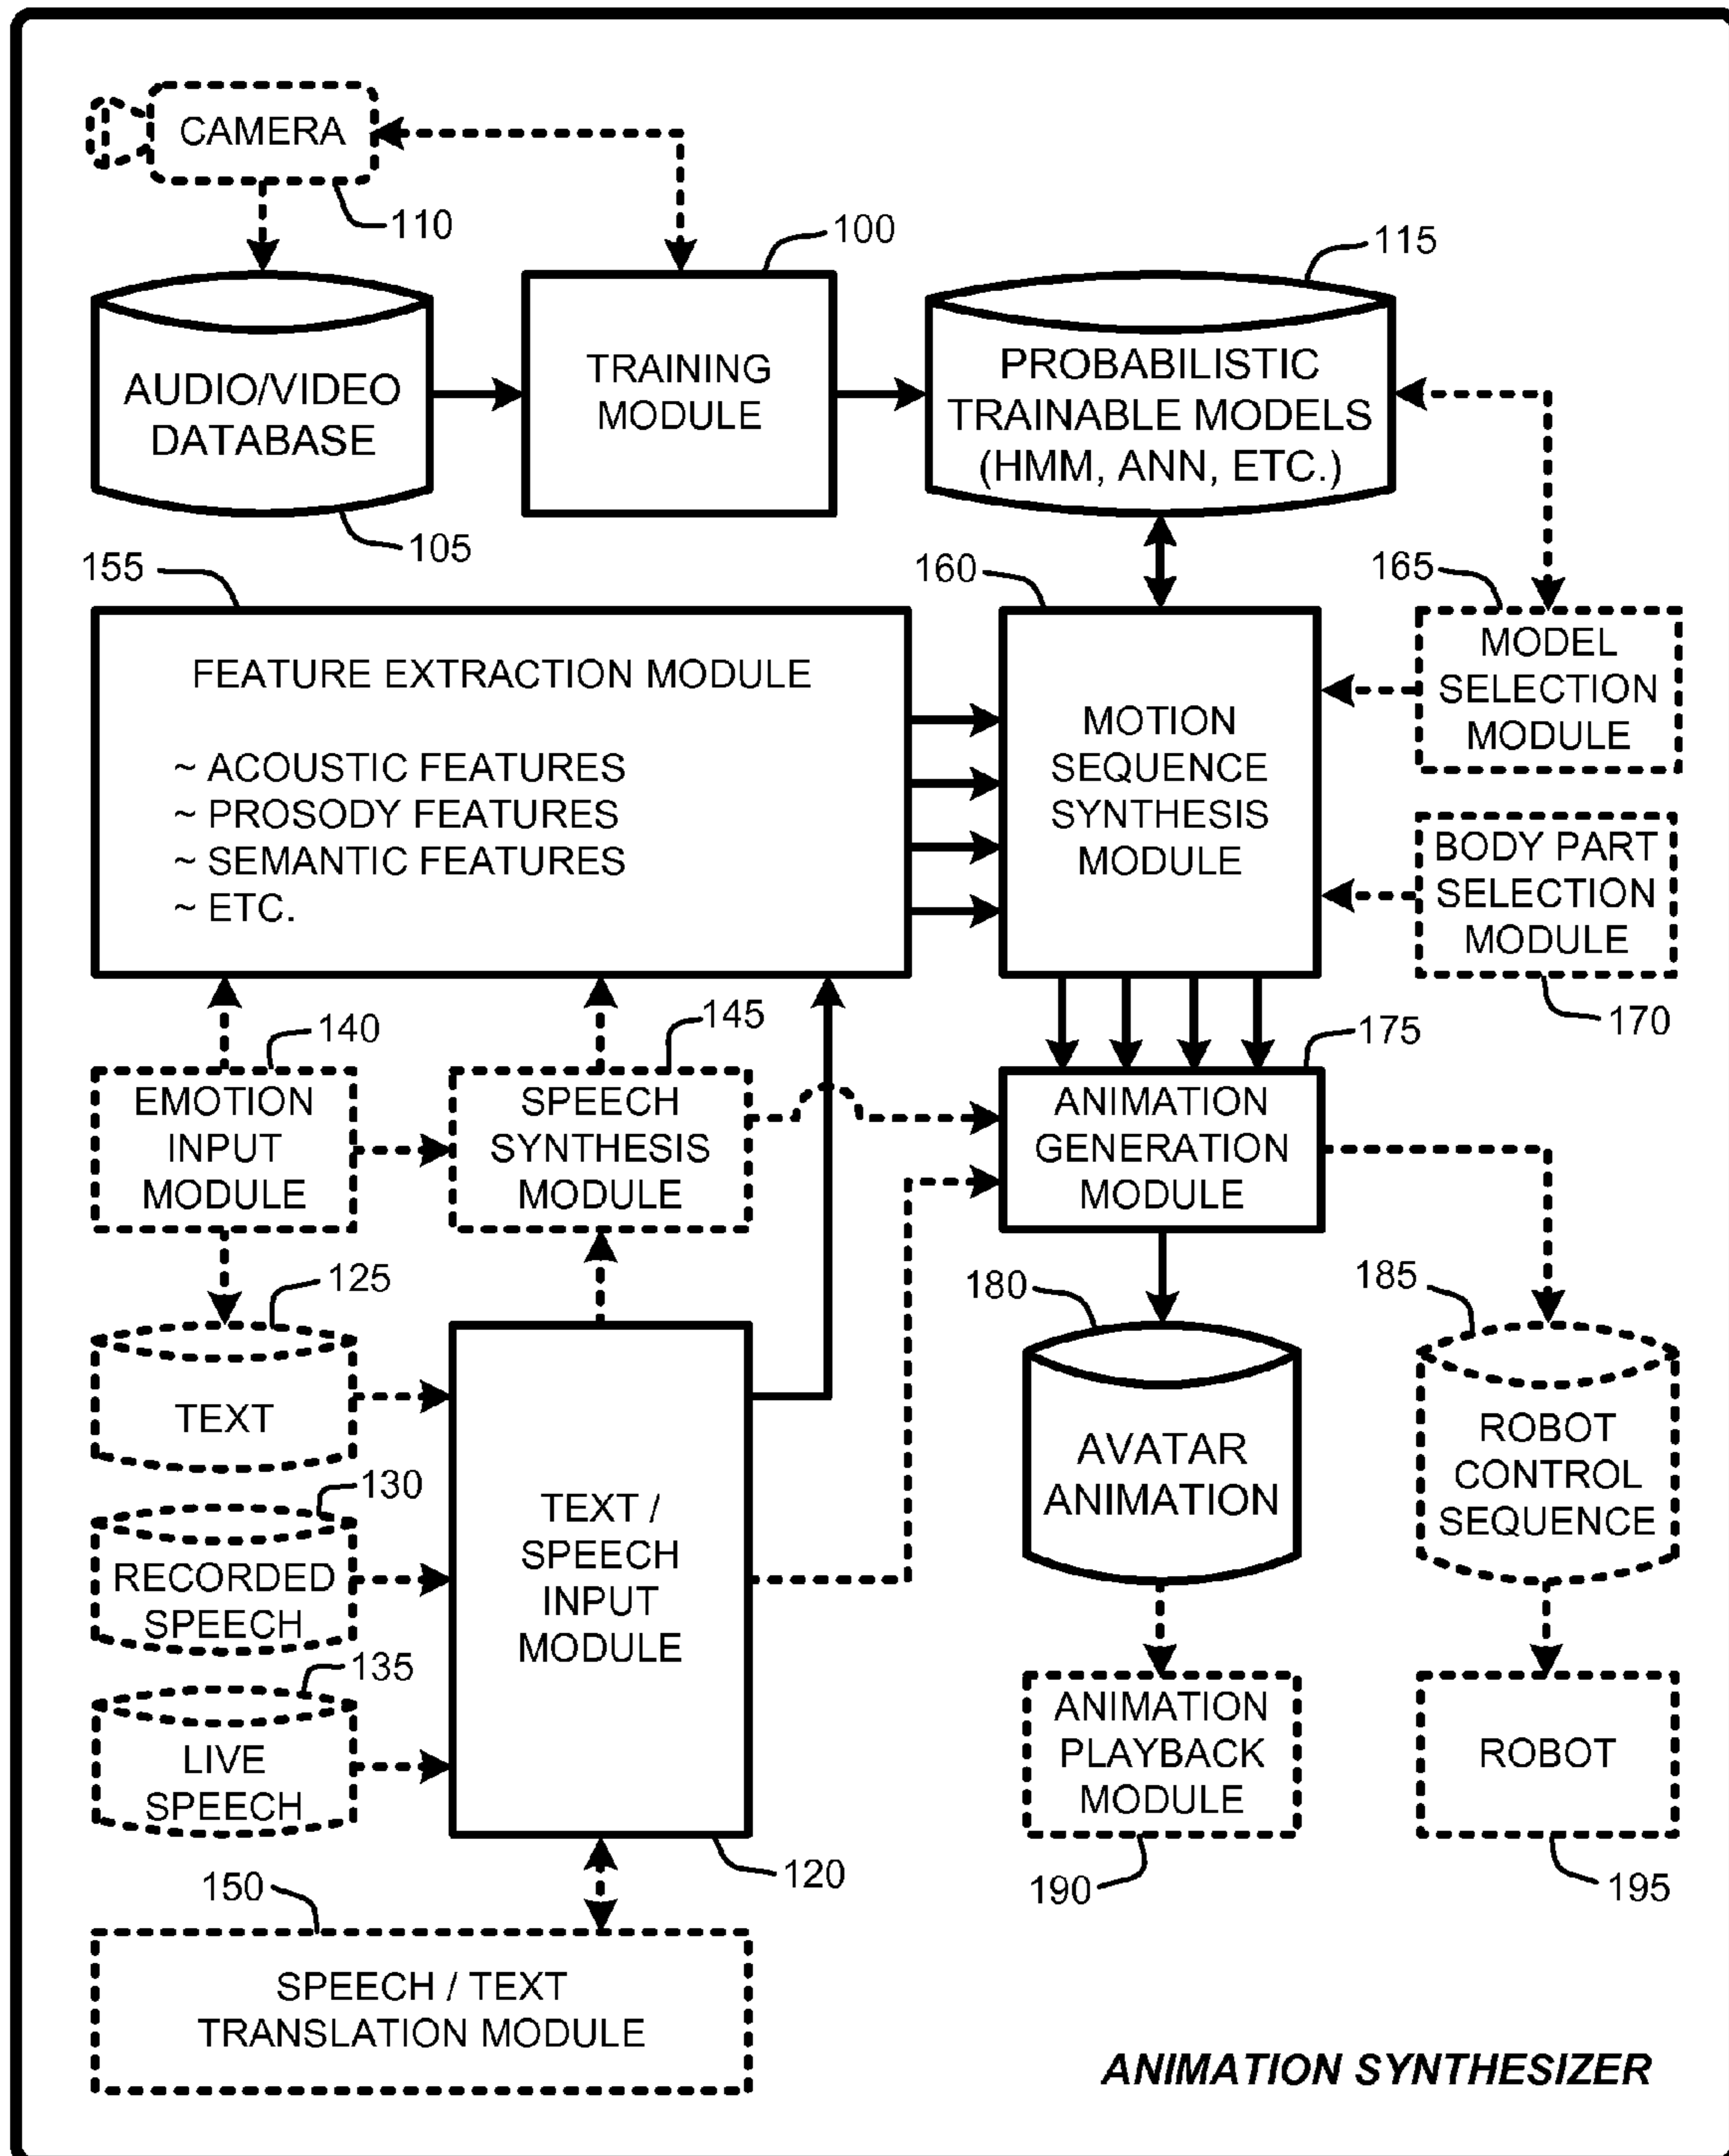 CAMERA
110
100
115
AUDIO/VIDEO
DATABASE
105
TRAINING
MODULE
PROBABILISTIC
TRAINABLE MODELS
(HMM, ANN, ETC.)
155
FEATURE EXTRACTION MODULE
~ ACOUSTIC FEATURES
~ PROSODY FEATURES
~ SEMANTIC FEATURES
~ ETC.
160
MOTION
SEQUENCE
SYNTHESIS
MODULE
165
MODEL
SELECTION
MODULE
BODY PART
SELECTION
MODULE
170
140
EMOTION
INPUT
MODULE
145
SPEECH
SYNTHESIS
MODULE
175
ANIMATION
GENERATION
MODULE
125
TEXT
130
RECORDED
SPEECH
135
LIVE
SPEECH
TEXT /
SPEECH
INPUT
MODULE
120
180
AVATAR
ANIMATION
185
ROBOT
CONTROL
SEQUENCE
ANIMATION
PLAYBACK
MODULE
190
ROBOT
195
150
SPEECH / TEXT
TRANSLATION MODULE
ANIMATION SYNTHESIZER